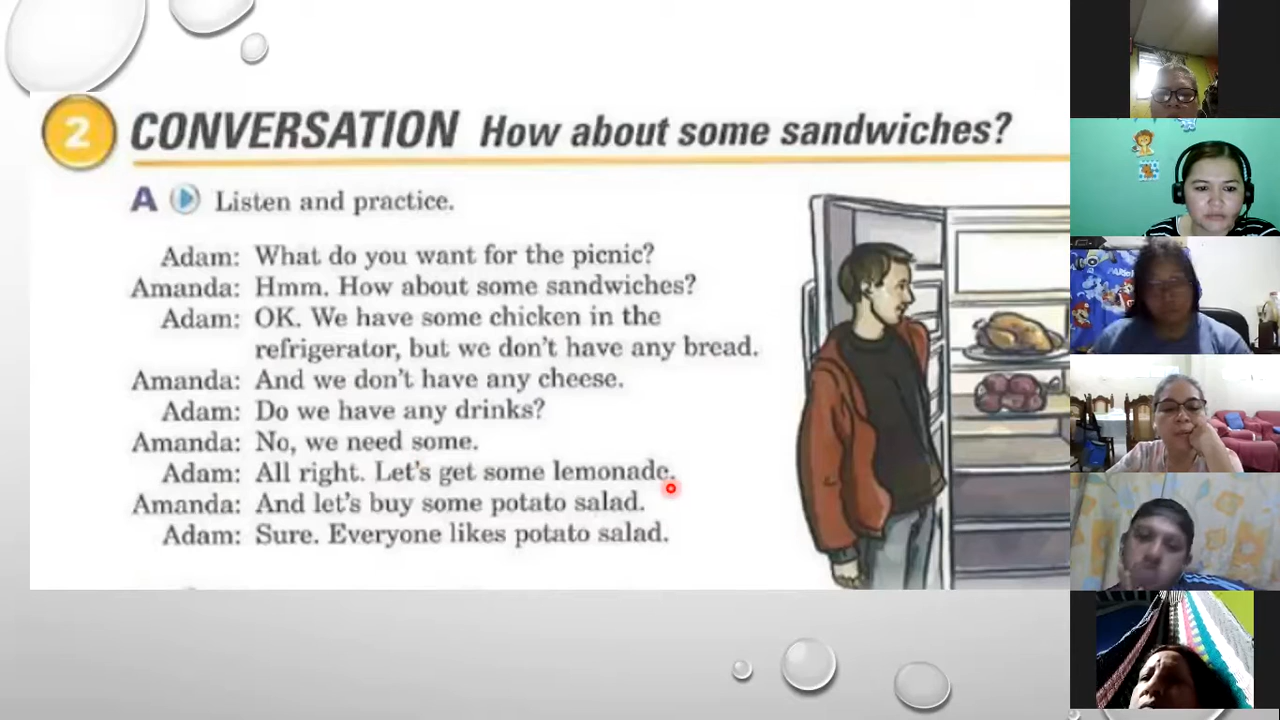 2 CONVERSATION How about some sandwiches?
A Listen and practice.
Adam: What do you want for the picnic?
Amanda: Hmm. How about some sandwiches?
Adam: OK. We have some chicken in the
refrigerator, but we don't have any bread.
Amanda: And we don't have any cheese.
Adam: Do we have any drinks?
Amanda: No, we need some.
Adam: All right. Let's get some lemonade.
Amanda: And let's buy some potato salad.
Adam: Sure. Everyone likes potato salad.